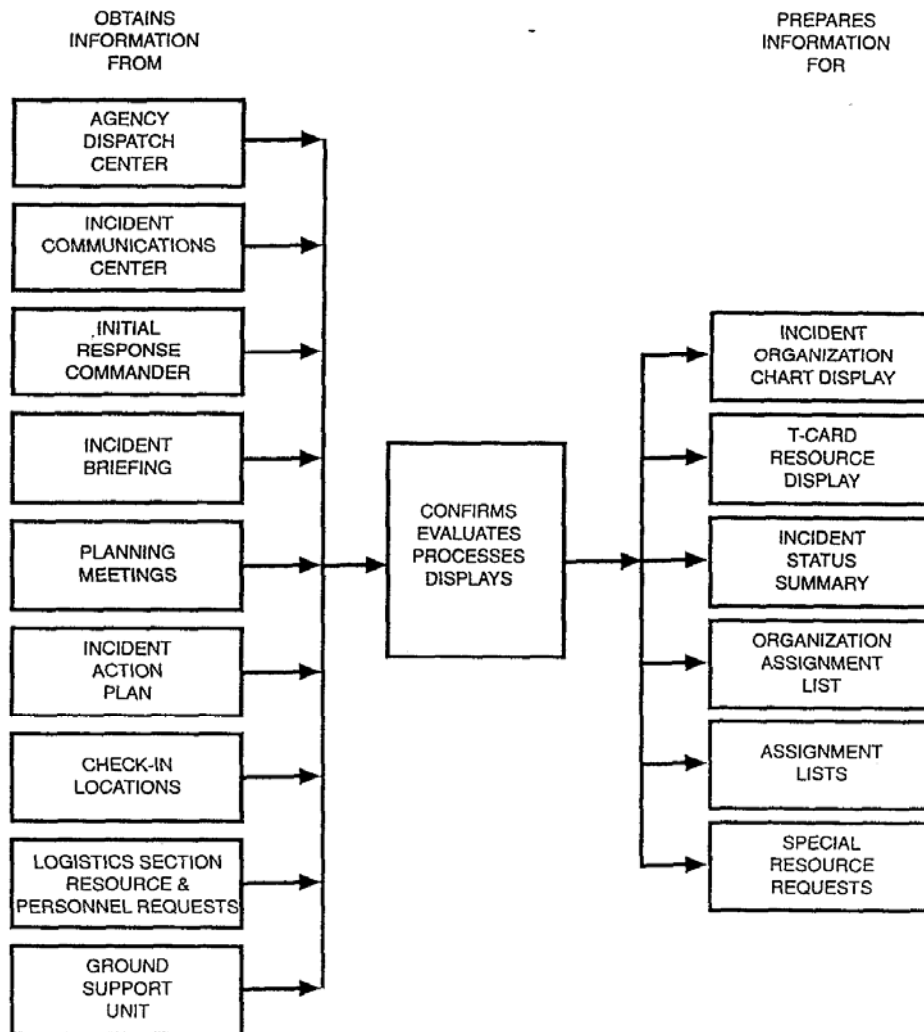 OBTAINS
INFORMATION
FROM
AGENCY
DISPATCH
CENTER
INCIDENT
COMMUNICATIONS
CENTER
INITIAL
RESPONSE
COMMANDER
INCIDENT
BRIEFING
PLANNING
MEETINGS
INCIDENT
ACTION
PLAN
CHECK-IN
LOCATIONS
LOGISTICS SECTION
RESOURCE &
PERSONNEL REQUESTS
GROUND
SUPPORT
UNIT
CONFIRMS
EVALUATES
PROCESSES
DISPLAYS
PREPARES
INFORMATION
FOR
INCIDENT
ORGANIZATION
CHART DISPLAY
T-CARD
RESOURCE
DISPLAY
INCIDENT
STATUS
SUMMARY
ORGANIZATION
ASSIGNMENT
LIST
ASSIGNMENT
LISTS
SPECIAL
RESOURCE
REQUESTS